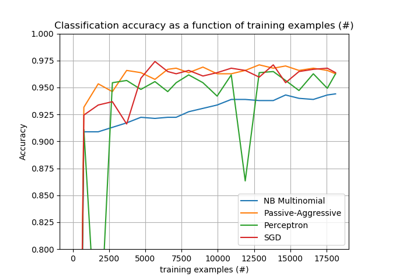 Classification accuracy as a function of training examples (#)
1.000
0.975
0.950
0.925
0.900
0.875
0.850
0.825
0.800
Accuracy
NB Multinomial
Passive-Aggressive
Perceptron
SGD
0 2500 5000 7500 10000 12500 15000 17500
training examples (#)